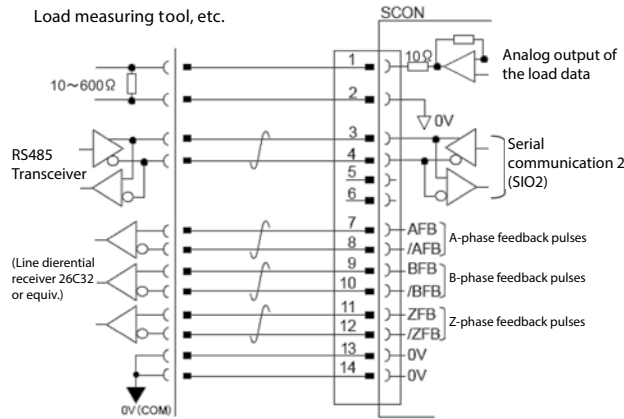 Load measuring tool, etc.
SCON
1
10Ω
Analog output of
the load data
10～600Ω
2
0V
RS485
Transceiver
3
4
5
6
Serial
communication 2
(SIO2)
7
AFB
8
/AFB
A-phase feedback pulses
(Line dierential
receiver 26C32
or equiv.)
9
BFB
10
/BFB
B-phase feedback pulses
11
ZFB
12
/ZFB
Z-phase feedback pulses
13
0V
14
0V
0V(COM)